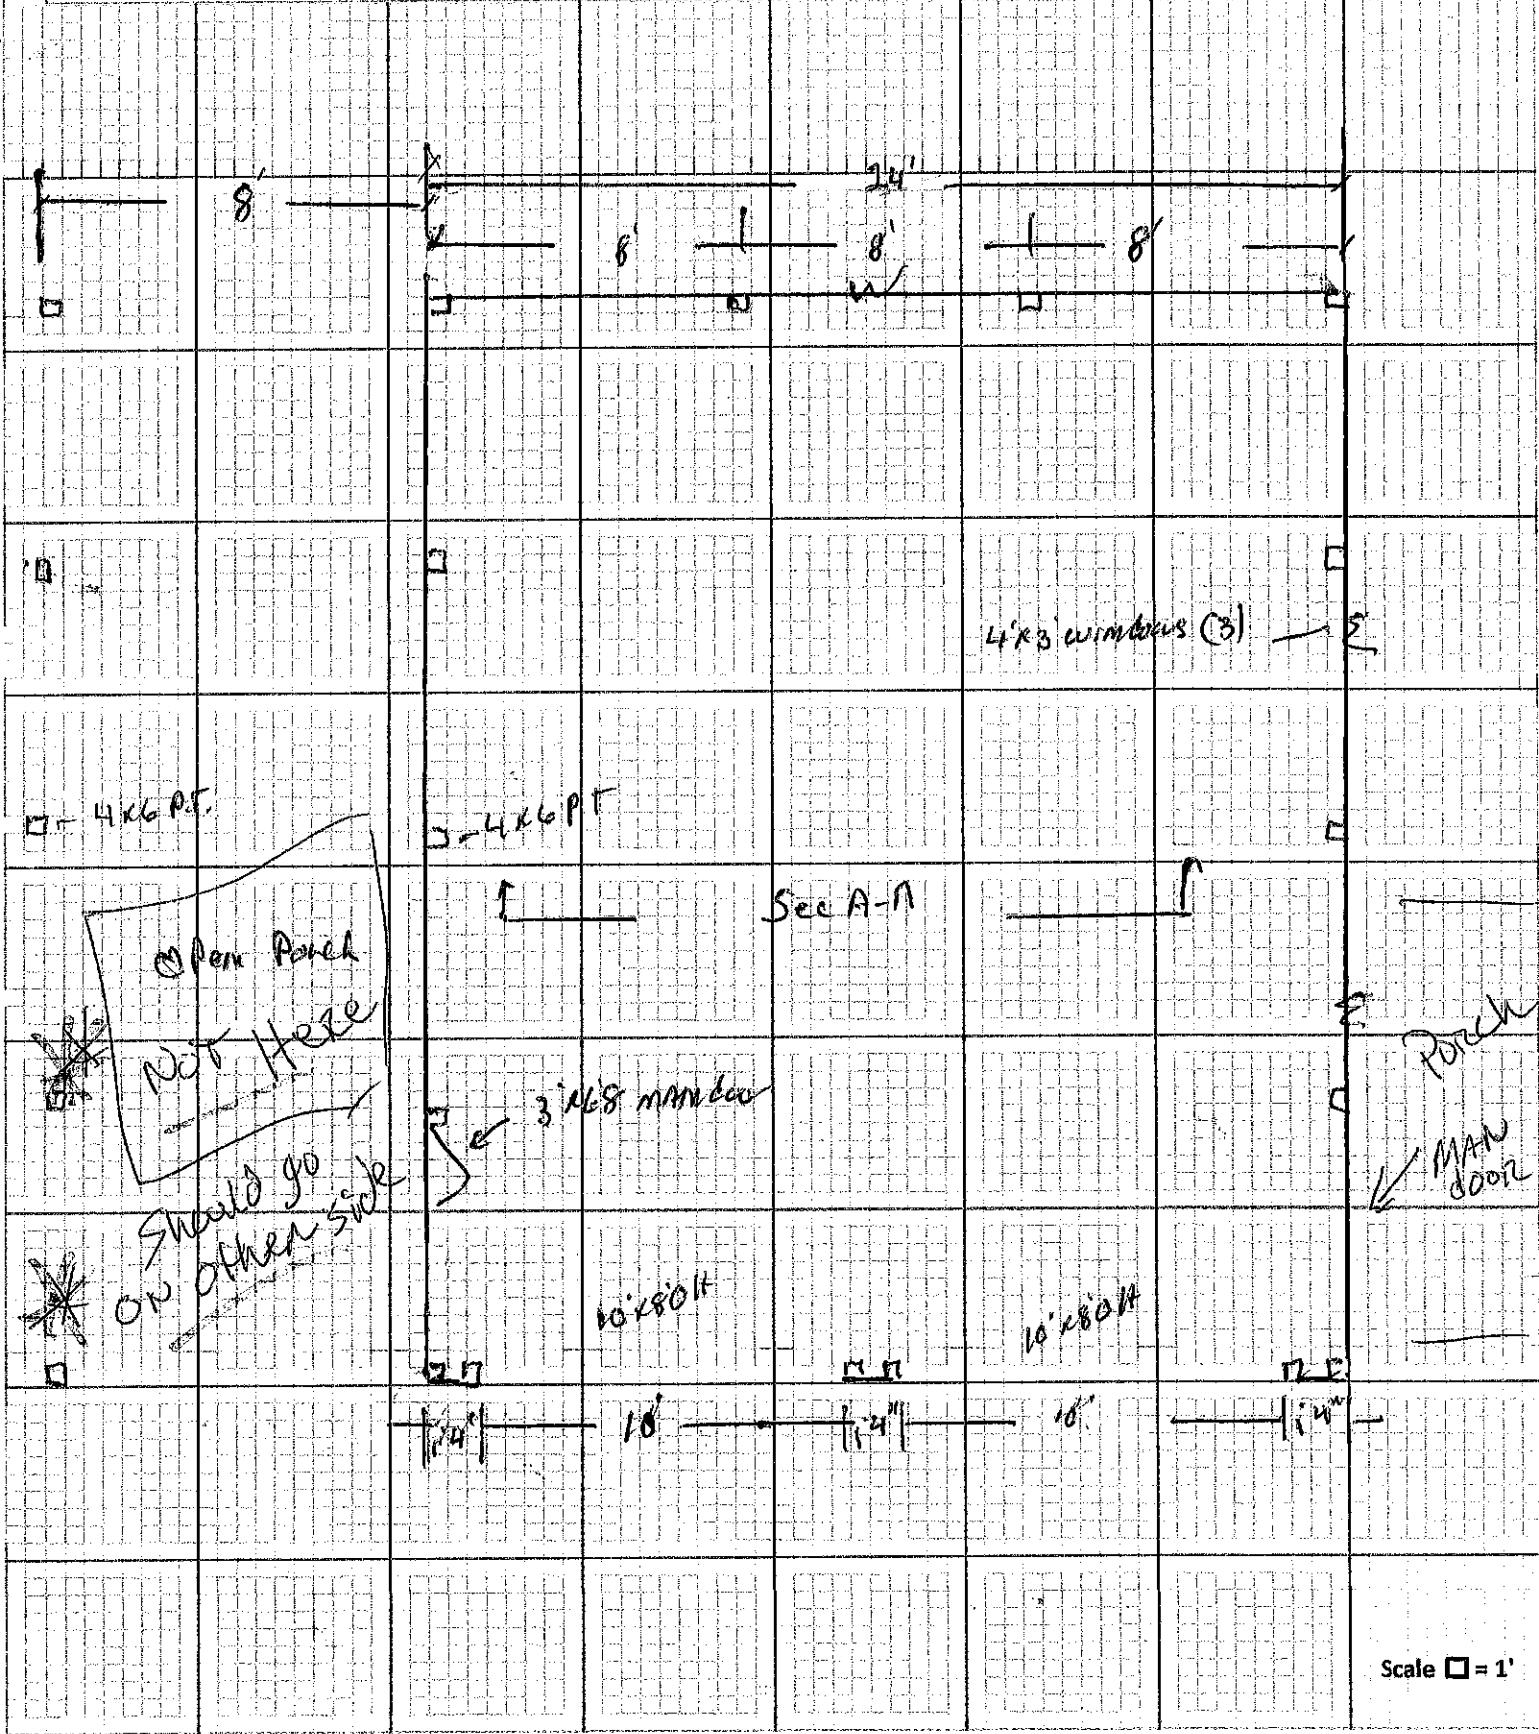 24'
8'
8'
8'
8'
W
4'x3' windows (3)
4x6 P.T.
4x6 PT
Sec A-A
Open Porch
Not Here
Should go
on other side
3'x6'8 man door
Porch
MAN
door
10'x8' OH
10'x8' OH
1'4"
10'
1'4"
10'
1'4"
Scale □ = 1'